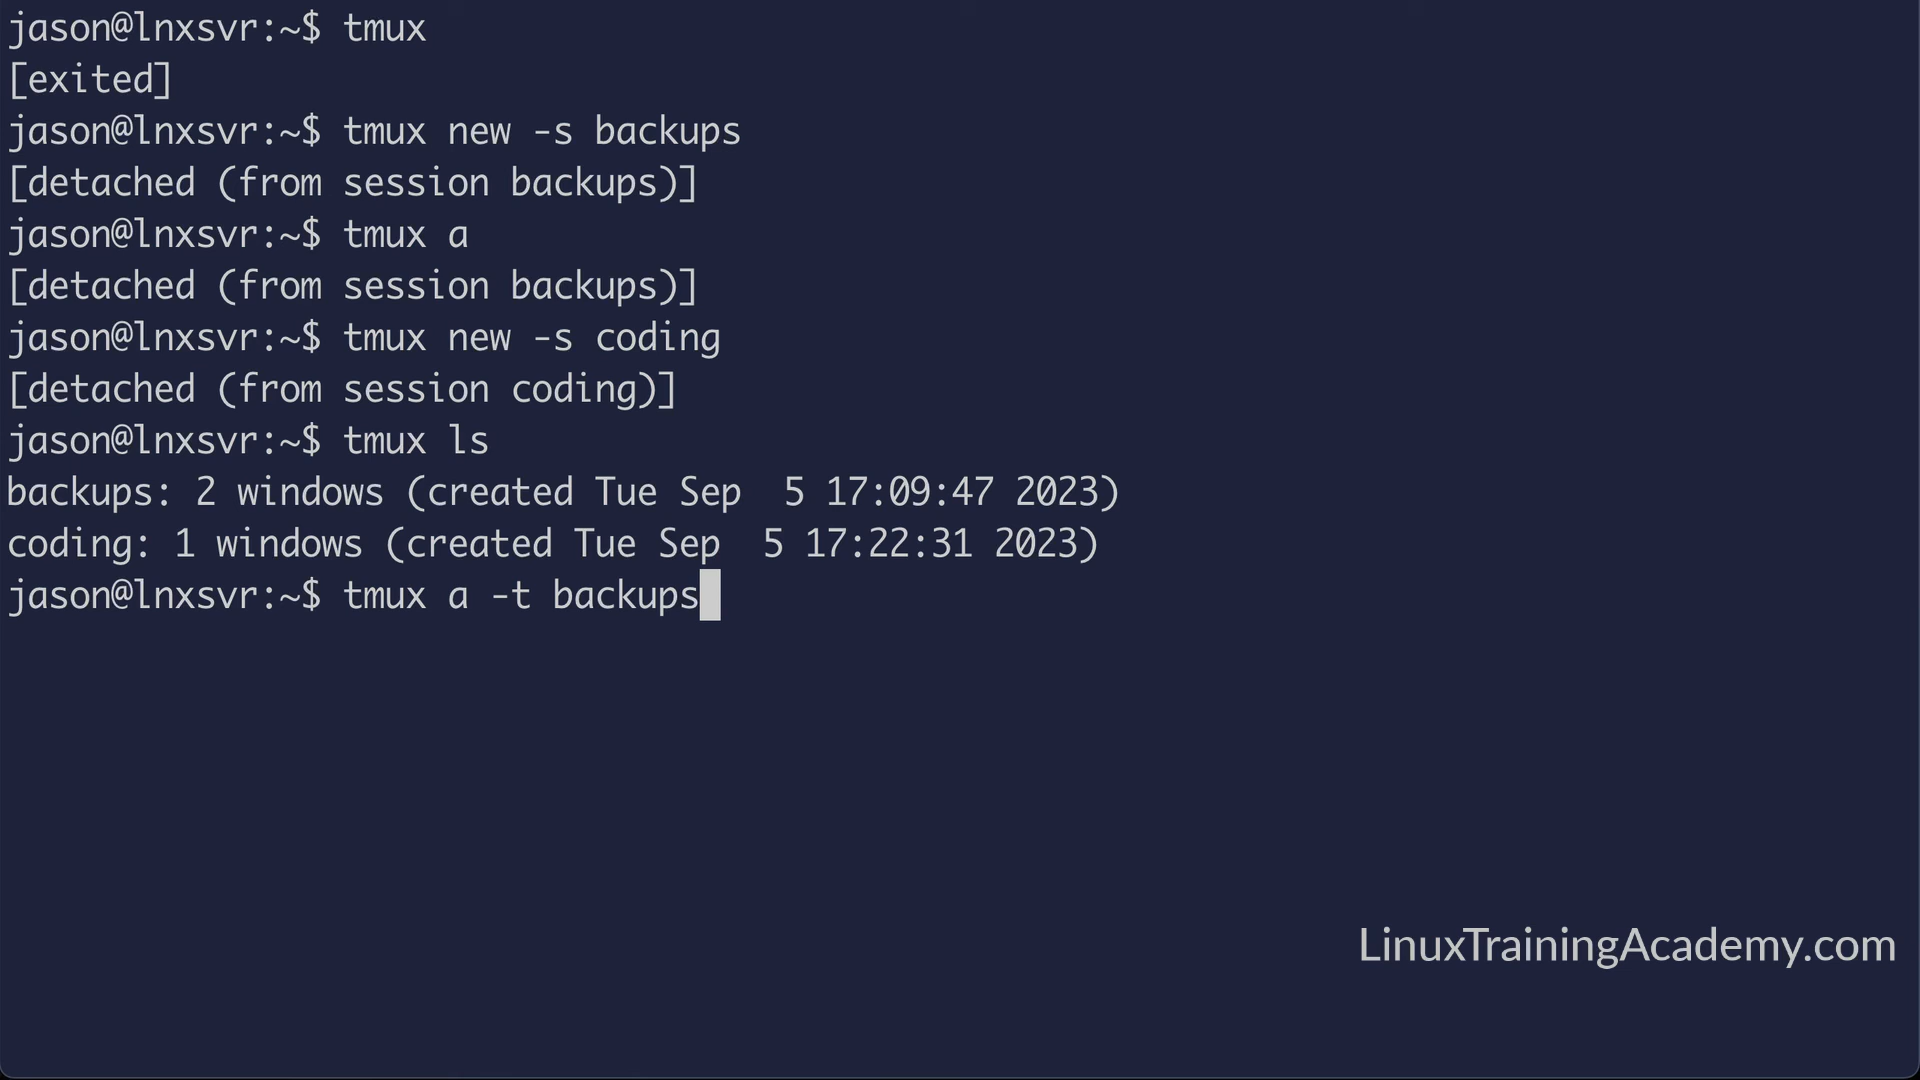 jason@lnxsvr:~$ tmux
[exited]
jason@lnxsvr:~$ tmux new -s backups
[detached (from session backups)]
jason@lnxsvr:~$ tmux a
[detached (from session backups)]
jason@lnxsvr:~$ tmux new -s coding
[detached (from session coding)]
jason@lnxsvr:~$ tmux ls
backups: 2 windows (created Tue Sep  5 17:09:47 2023)
coding: 1 windows (created Tue Sep  5 17:22:31 2023)
jason@lnxsvr:~$ tmux a -t backups
LinuxTrainingAcademy.com